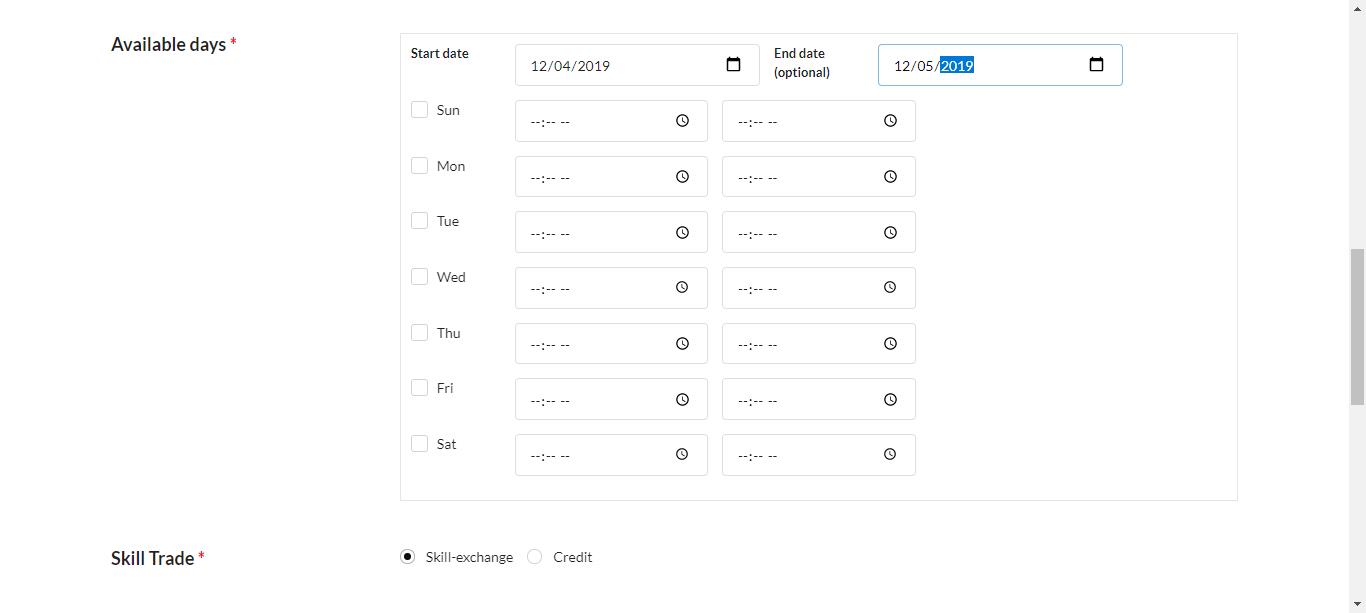 Available days *
Start date 12/04/2019 End date (optional) 12/05/2019
Sun --:-- -- --:-- --
Mon --:-- -- --:-- --
Tue --:-- -- --:-- --
Wed --:-- -- --:-- --
Thu --:-- -- --:-- --
Fri --:-- -- --:-- --
Sat --:-- -- --:-- --
Skill Trade * Skill-exchange Credit